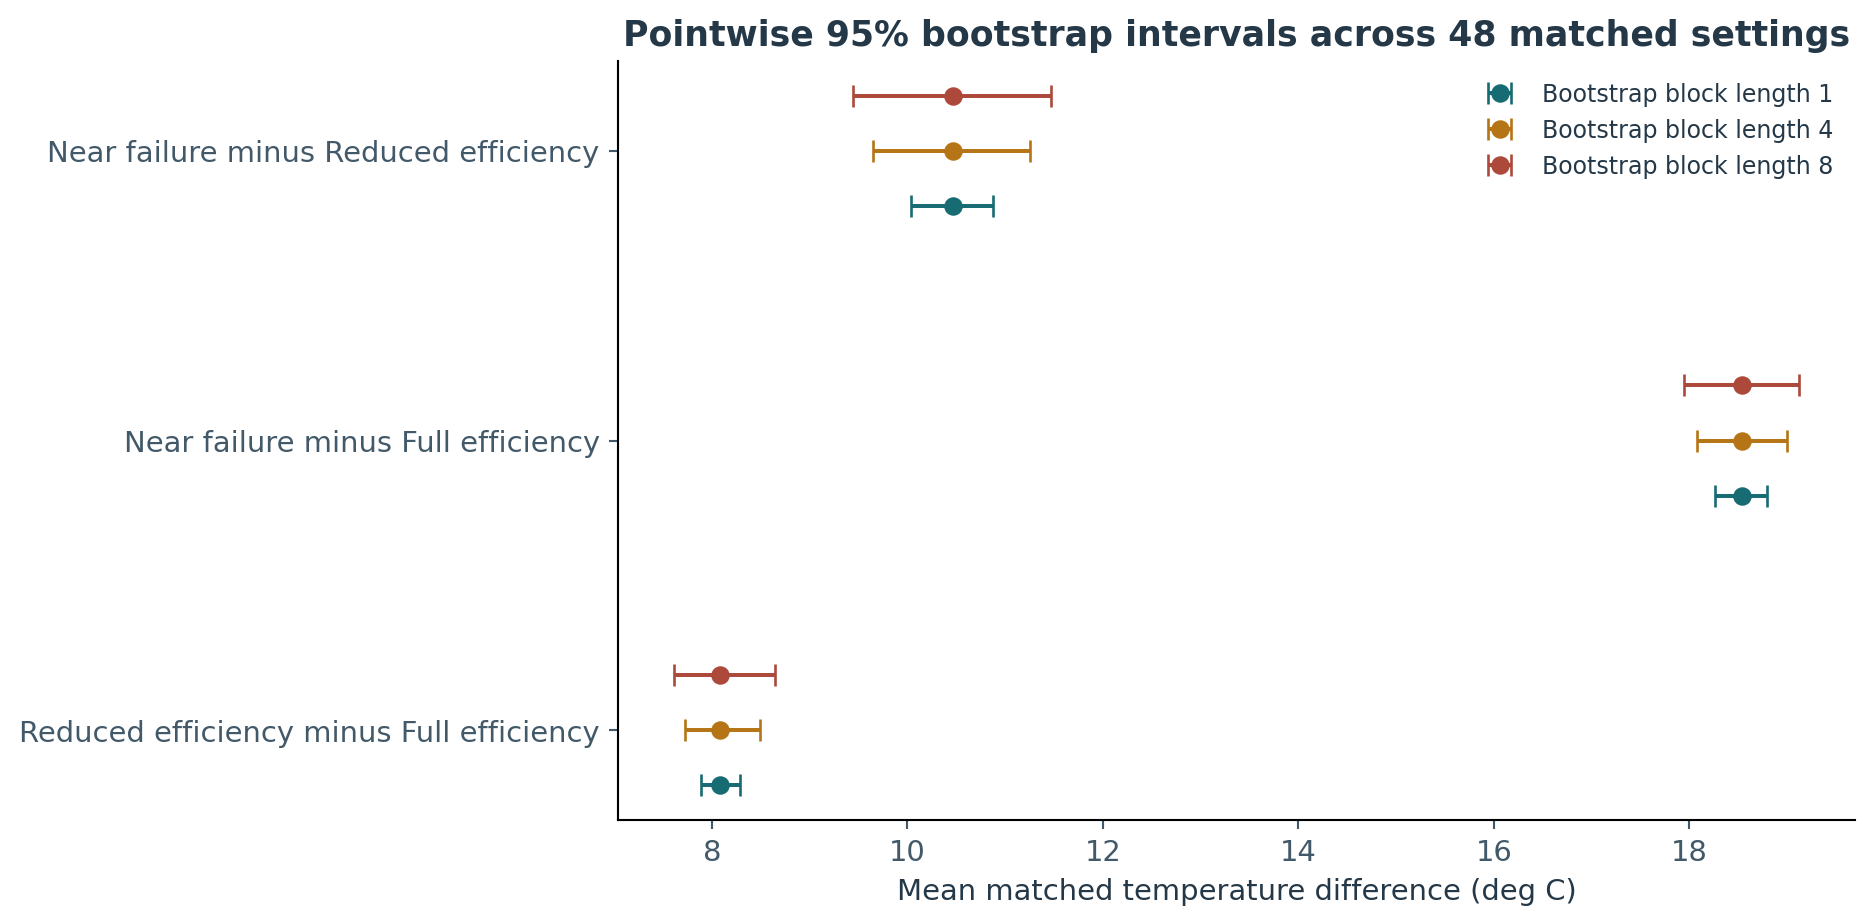 Pointwise 95% bootstrap intervals across 48 matched settings
Bootstrap block length 1
Bootstrap block length 4
Bootstrap block length 8
Near failure minus Reduced efficiency
Near failure minus Full efficiency
Reduced efficiency minus Full efficiency
8 10 12 14 16 18
Mean matched temperature difference (deg C)